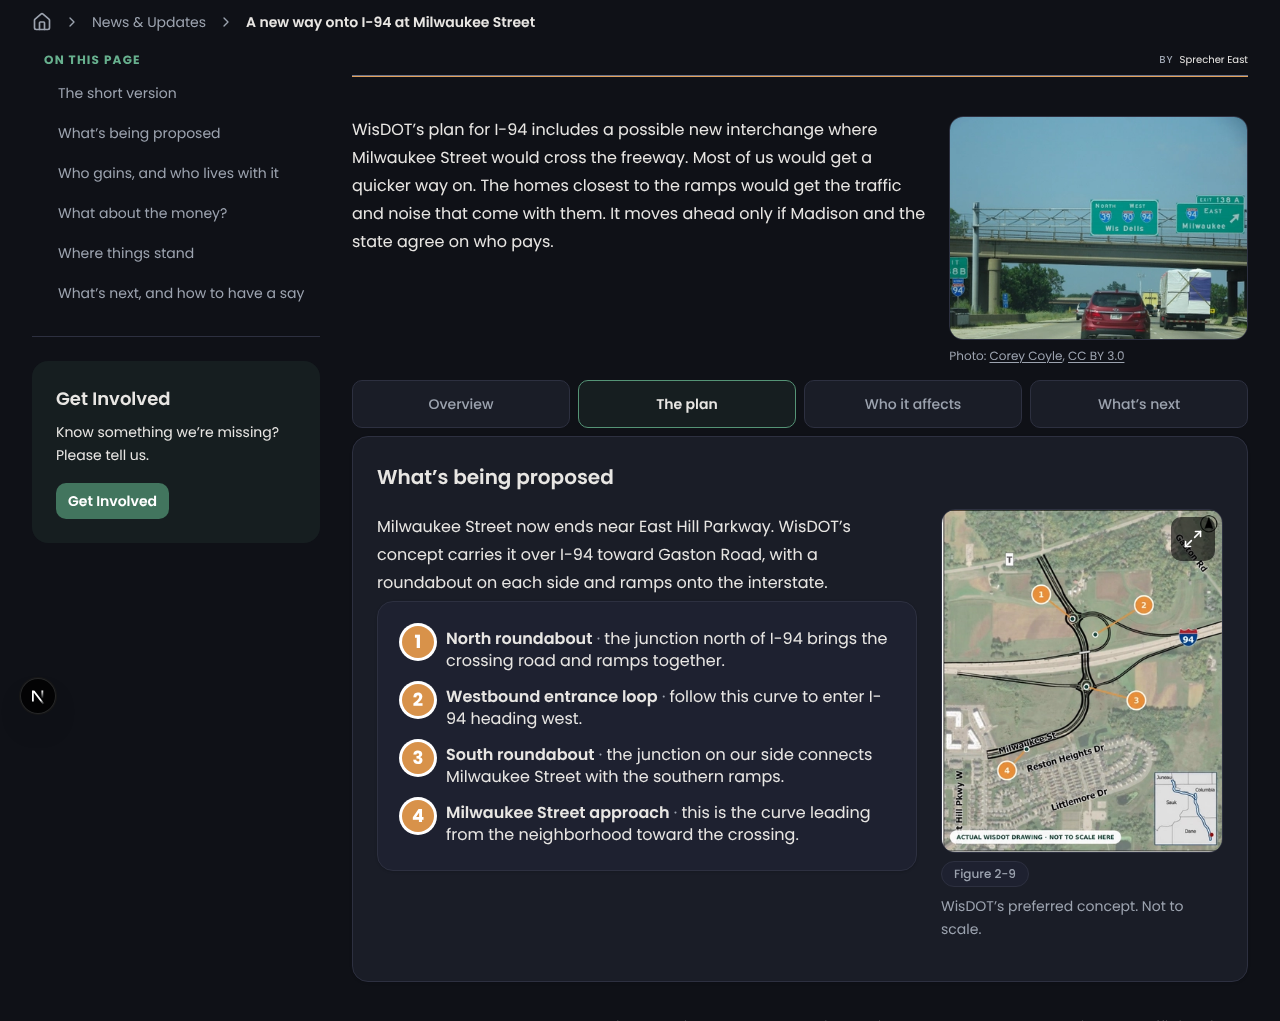 News & Updates
A new way onto I-94 at Milwaukee Street
ON THIS PAGE
The short version
What's being proposed
Who gains, and who lives with it
What about the money?
Where things stand
What's next, and how to have a say
Get Involved
Know something we're missing?
Please tell us.
Get Involved
N
BY Sprecher East
WisDOT's plan for I-94 includes a possible new interchange where
Milwaukee Street would cross the freeway. Most of us would get a
quicker way on. The homes closest to the ramps would get the traffic
and noise that come with them. It moves ahead only if Madison and the
state agree on who pays.
NORTH WEST
39 90 94
Wis Dells
EXIT 138 A
94 EAST
Milwaukee
94
Photo: Corey Coyle, CC BY 3.0
Overview
The plan
Who it affects
What's next
What's being proposed
Milwaukee Street now ends near East Hill Parkway. WisDOT's
concept carries it over I-94 toward Gaston Road, with a
roundabout on each side and ramps onto the interstate.
1 North roundabout · the junction north of I-94 brings the
crossing road and ramps together.
2 Westbound entrance loop · follow this curve to enter I-
94 heading west.
3 South roundabout · the junction on our side connects
Milwaukee Street with the southern ramps.
4 Milwaukee Street approach · this is the curve leading
from the neighborhood toward the crossing.
T
1
2
94
3
Milwaukee St
4
Reston Heights Dr
Littlemore Dr
t Hill Pkwy W
Juneau
Columbia
Sauk
Dane
ACTUAL WISDOT DRAWING · NOT TO SCALE HERE
Figure 2-9
WisDOT's preferred concept. Not to
scale.